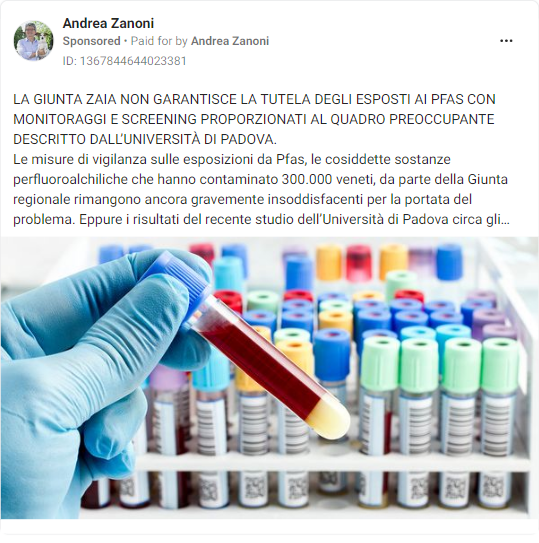 Andrea Zanoni
Sponsored • Paid for by Andrea Zanoni
ID: 1367844644023381
LA GIUNTA ZAIA NON GARANTISCE LA TUTELA DEGLI ESPOSTI AI PFAS CON
MONITORAGGI E SCREENING PROPORZIONATI AL QUADRO PREOCCUPANTE
DESCRITTO DALL'UNIVERSITÀ DI PADOVA.
Le misure di vigilanza sulle esposizioni da Pfas, le cosiddette sostanze
perfluoroalchiliche che hanno contaminato 300.000 veneti, da parte della Giunta
regionale rimangono ancora gravemente insoddisfacenti per la portata del
problema. Eppure i risultati del recente studio dell'Università di Padova circa gli...